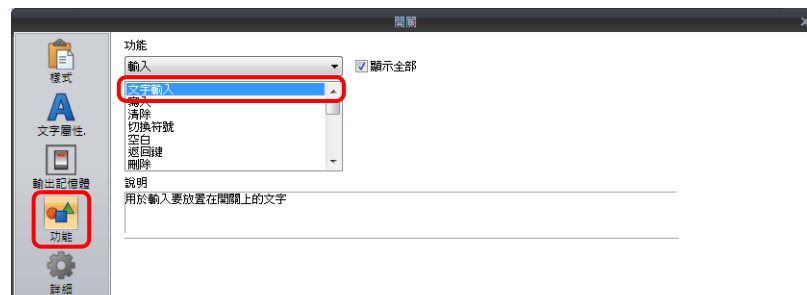 開關
x
樣式
文字屬性.
輸出記憶體
功能
詳細
功能
輸入
顯示全部
文字輸入
寫入
清除
切換符號
空白
返回鍵
刪除
說明
用於輸入要放置在開關上的文字